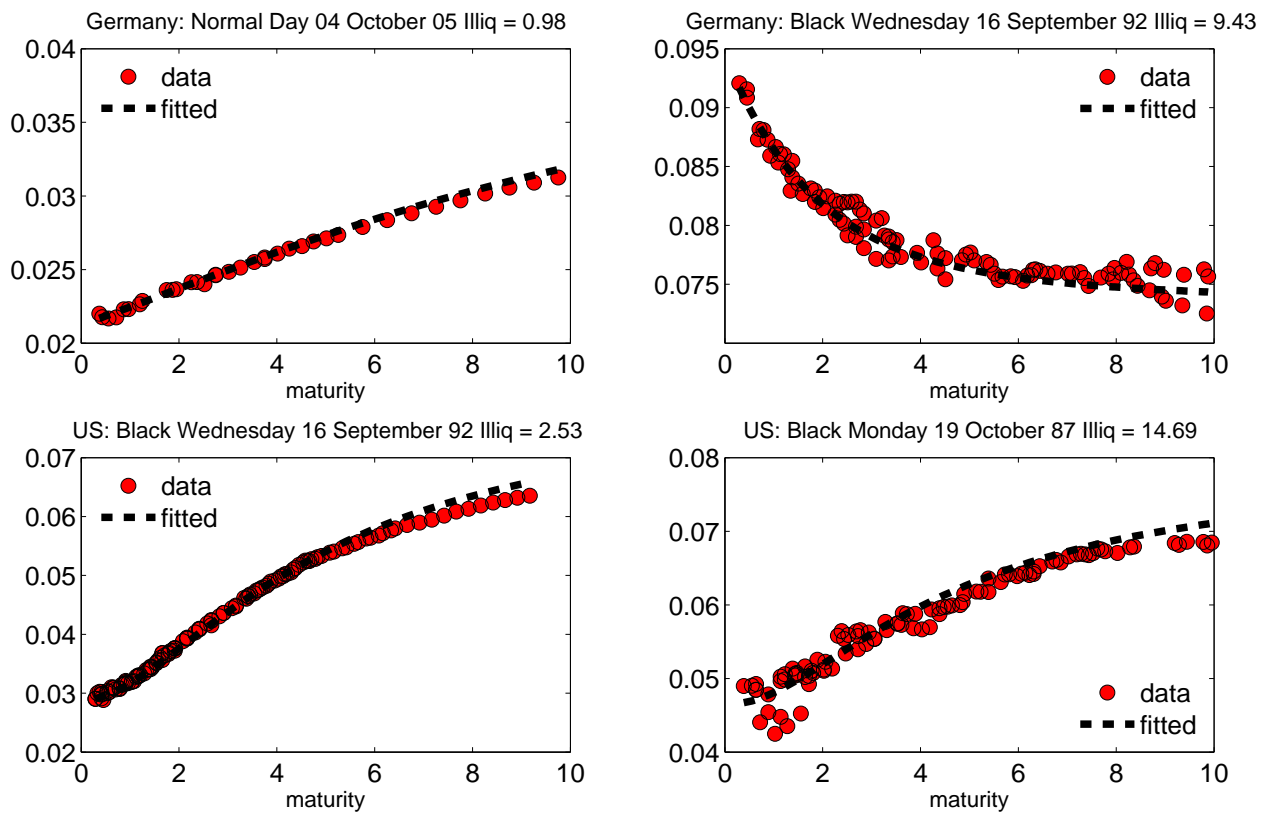 Germany: Normal Day 04 October 05 Illiq = 0.98
0.04
0.035
0.03
0.025
0.02
data
fitted
0 2 4 6 8 10
maturity
Germany: Black Wednesday 16 September 92 Illiq = 9.43
0.095
0.09
0.085
0.08
0.075
data
fitted
0 2 4 6 8 10
maturity
US: Black Wednesday 16 September 92 Illiq = 2.53
0.07
0.06
0.05
0.04
0.03
0.02
data
fitted
0 2 4 6 8 10
maturity
US: Black Monday 19 October 87 Illiq = 14.69
0.08
0.07
0.06
0.05
0.04
data
fitted
0 2 4 6 8 10
maturity